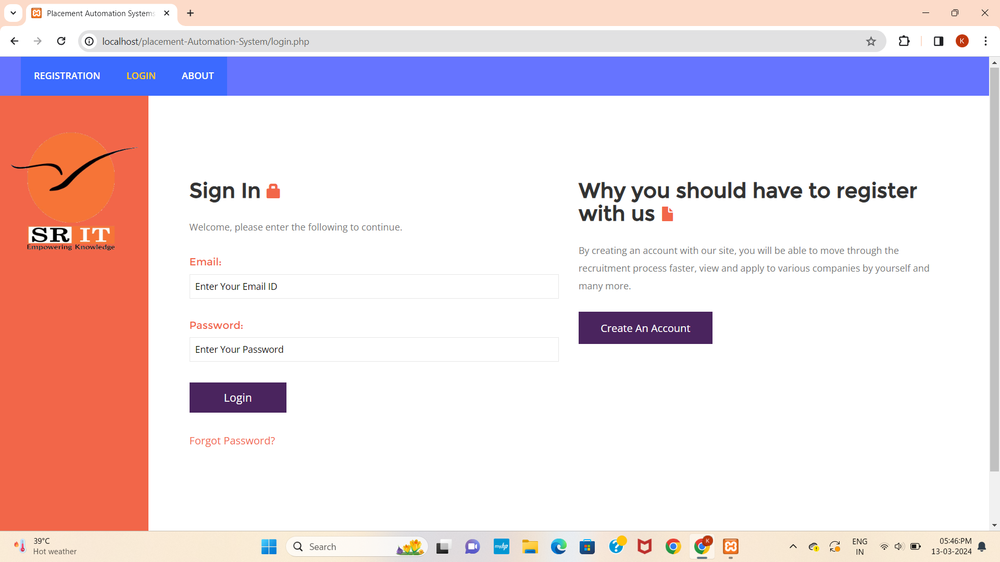 Placement Automation Systems
localhost/placement-Automation-System/login.php
K
REGISTRATION LOGIN ABOUT
SR IT
Empowering Knowledge
Sign In
Welcome, please enter the following to continue.
Email:
Enter Your Email ID
Password:
Enter Your Password
Login
Forgot Password?
Why you should have to register
with us
By creating an account with our site, you will be able to move through the
recruitment process faster, view and apply to various companies by yourself and
many more.
Create An Account
39°C
Hot weather
Search
myhp
K
ENG
IN
05:46:PM
13-03-2024